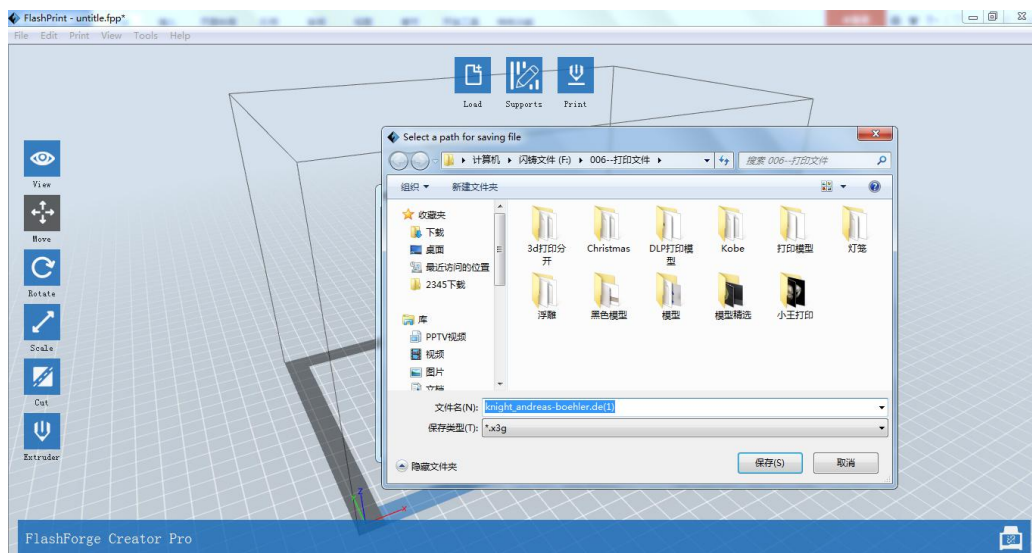 FlashPrint - untitle.fpp*
File Edit Print View Tools Help
Load Supports Print
View
Move
Rotate
Scale
Cut
Extruder
Select a path for saving file
计算机 ▸ 闪铸文件 (F:) ▸ 006--打印文件 ▸
搜索 006--打印文件
组织 新建文件夹
收藏夹
下载
桌面
最近访问的位置
2345下载
库
PPTV视频
视频
图片
文档
3d打印分开 Christmas DLP打印模型 Kobe 打印模型 灯笼
浮雕 黑色模型 模型 模型精选 小王打印
文件名(N): knight_andreas-boehler.de(1)
保存类型(T): *.x3g
隐藏文件夹 保存(S) 取消
Z
X
FlashForge Creator Pro